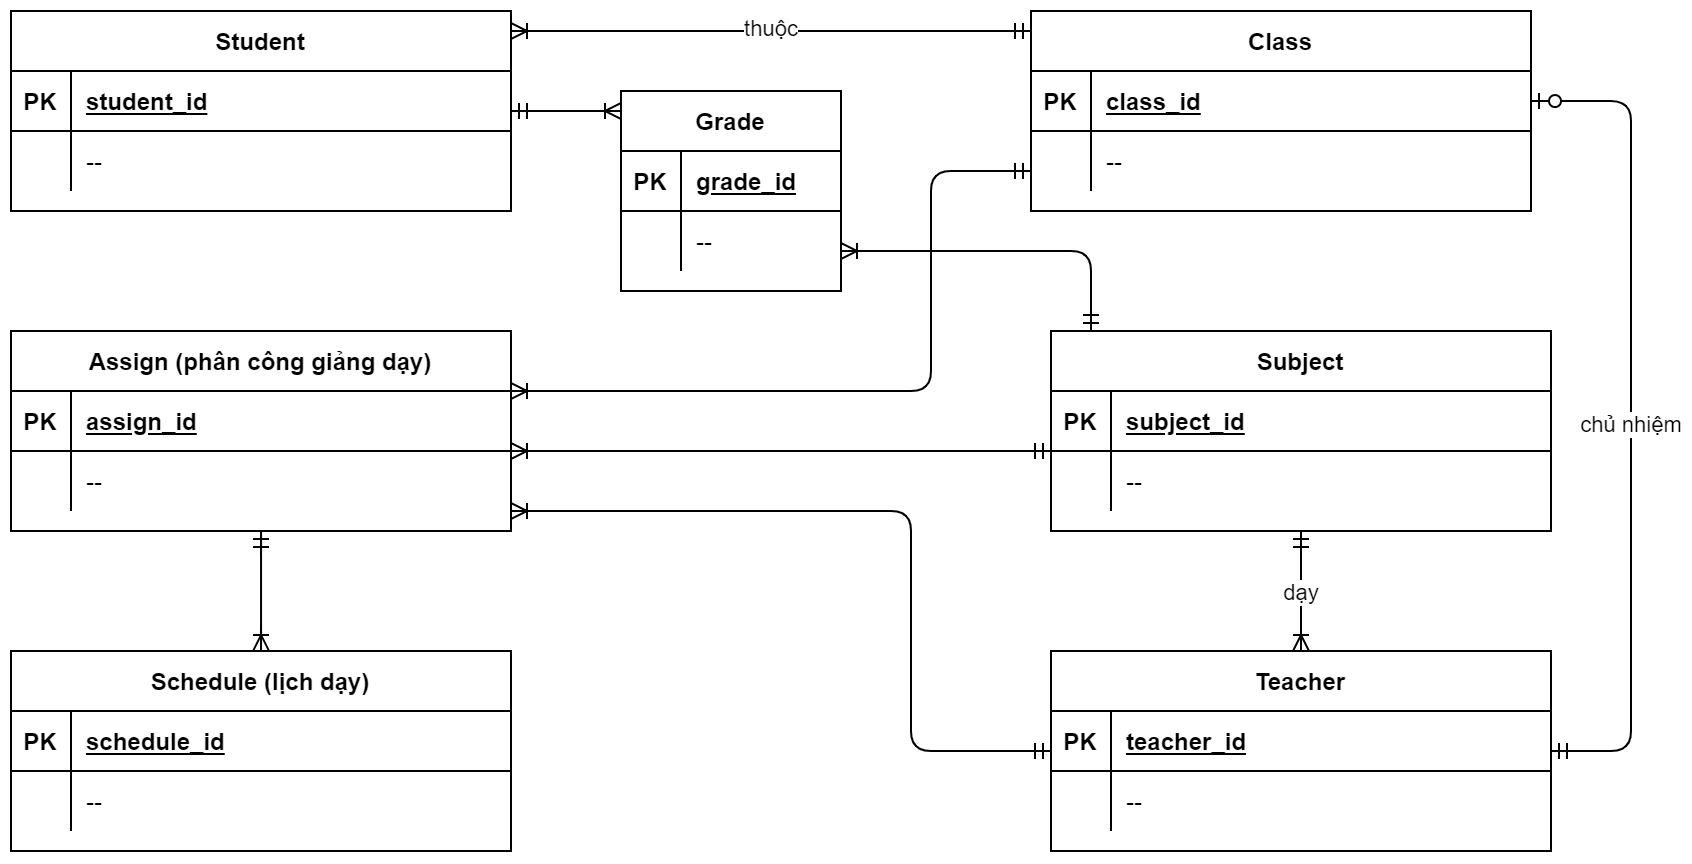 Student
PK student_id
--
thuộc
Class
PK class_id
--
Grade
PK grade_id
--
Assign (phân công giảng dạy)
PK assign_id
--
Subject
PK subject_id
--
chủ nhiệm
dạy
Schedule (lịch dạy)
PK schedule_id
--
Teacher
PK teacher_id
--